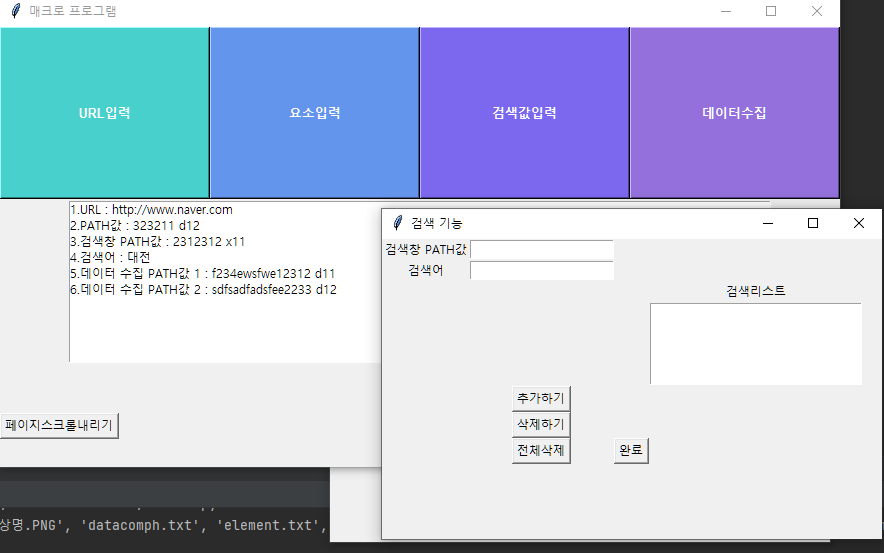 매크로 프로그램
URL입력
요소입력
검색값입력
데이터수집
1.URL : http://www.naver.com
2.PATH값 : 323211 d12
3.검색창 PATH값 : 2312312 x11
4.검색어 : 대전
5.데이터 수집 PATH값 1 : f234ewsfwe12312 d11
6.데이터 수집 PATH값 2 : sdfsadfadsfee2233 d12
페이지스크롤내리기
검색 기능
검색창 PATH값
검색어
검색리스트
추가하기
삭제하기
전체삭제
완료
상명.PNG', 'datacomph.txt', 'element.txt',